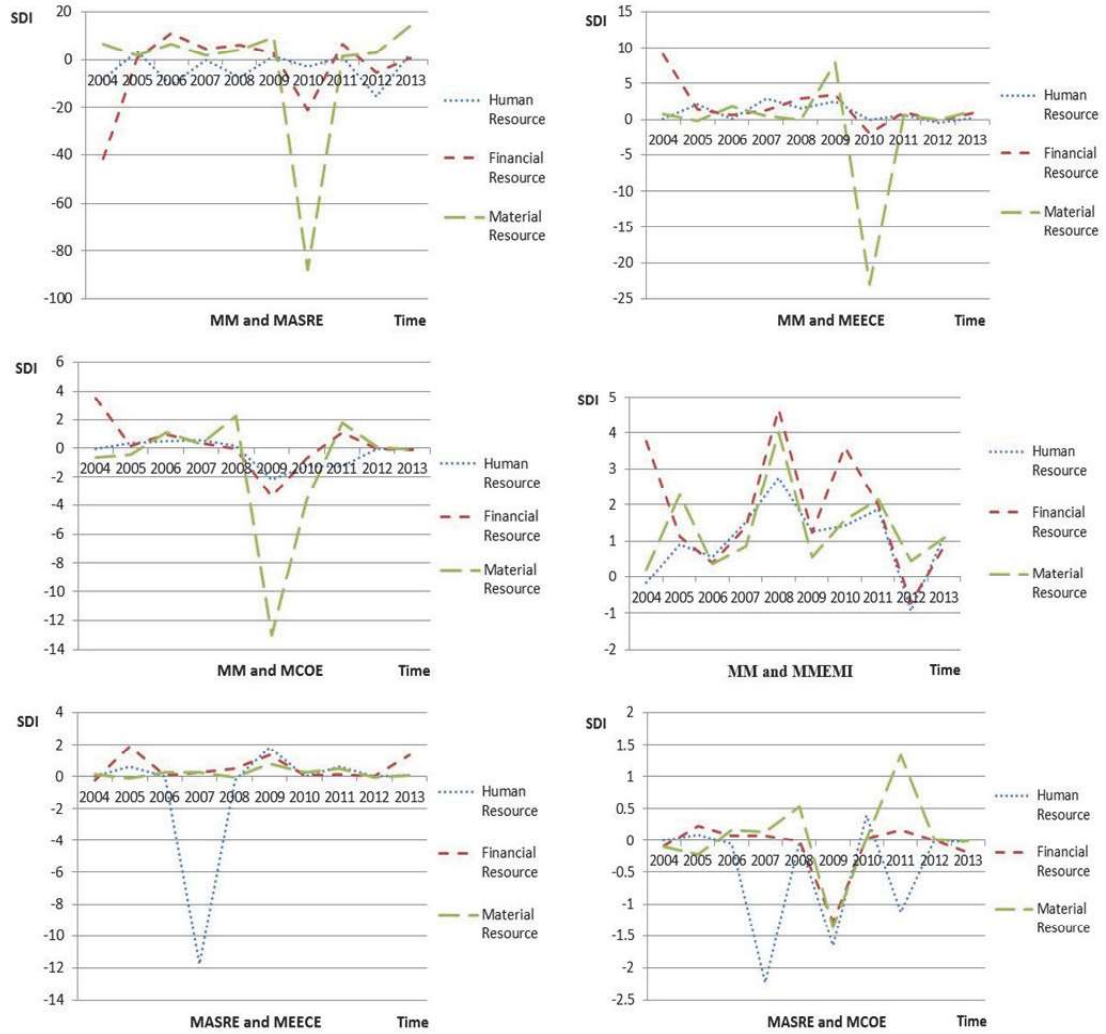 SDI
20
0
-20
-40
-60
-80
-100
2004 2005 2006 2007 2008 2009 2010 2011 2012 2013
Human
Resource
Financial
Resource
Material
Resource
MM and MASRE Time
SDI
15
10
5
0
-5
-10
-15
-20
-25
2004 2005 2006 2007 2008 2009 2010 2011 2012 2013
Human
Resource
Financial
Resource
Material
Resource
MM and MEECE Time
SDI
6
4
2
0
-2
-4
-6
-8
-10
-12
-14
2004 2005 2006 2007 2008 2009 2010 2011 2012 2013
Human
Resource
Financial
Resource
Material
Resource
MM and MCOE Time
SDI
5
4
3
2
1
0
-1
-2
2004 2005 2006 2007 2008 2009 2010 2011 2012 2013
Human
Resource
Financial
Resource
Material
Resource
MM and MMEMI Time
SDI
4
2
0
-2
-4
-6
-8
-10
-12
-14
2004 2005 2006 2007 2008 2009 2010 2011 2012 2013
Human
Resource
Financial
Resource
Material
Resource
MASRE and MEECE Time
SDI
2
1.5
1
0.5
0
-0.5
-1
-1.5
-2
-2.5
2004 2005 2006 2007 2008 2009 2010 2011 2012 2013
Human
Resource
Financial
Resource
Material
Resource
MASRE and MCOE Time